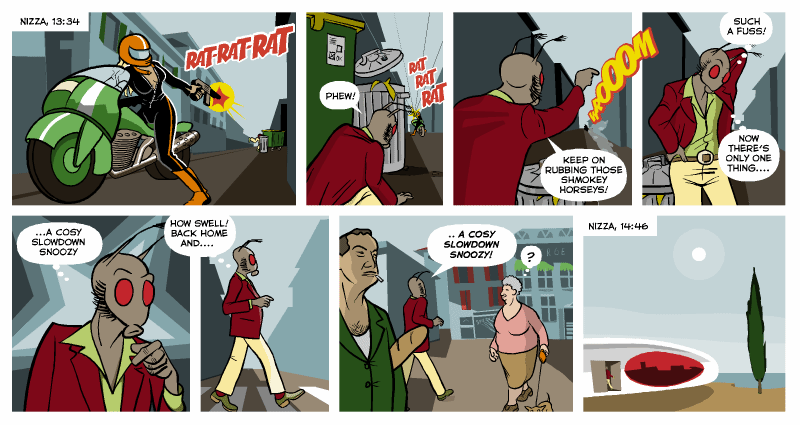 NIZZA, 13:34
RAT-RAT-RAT
PHEW!
RAT
RAT
RAT
VAROOOM
KEEP ON
RUBBING THOSE
SHMOKEY
HORSEYS!
SUCH
A FUSS!
NOW
THERE'S
ONLY ONE
THING....
...A COSY
SLOWDOWN
SNOOZY
HOW SWELL!
BACK HOME
AND....
.. A COSY
SLOWDOWN
SNOOZY!
?
NIZZA, 14:46